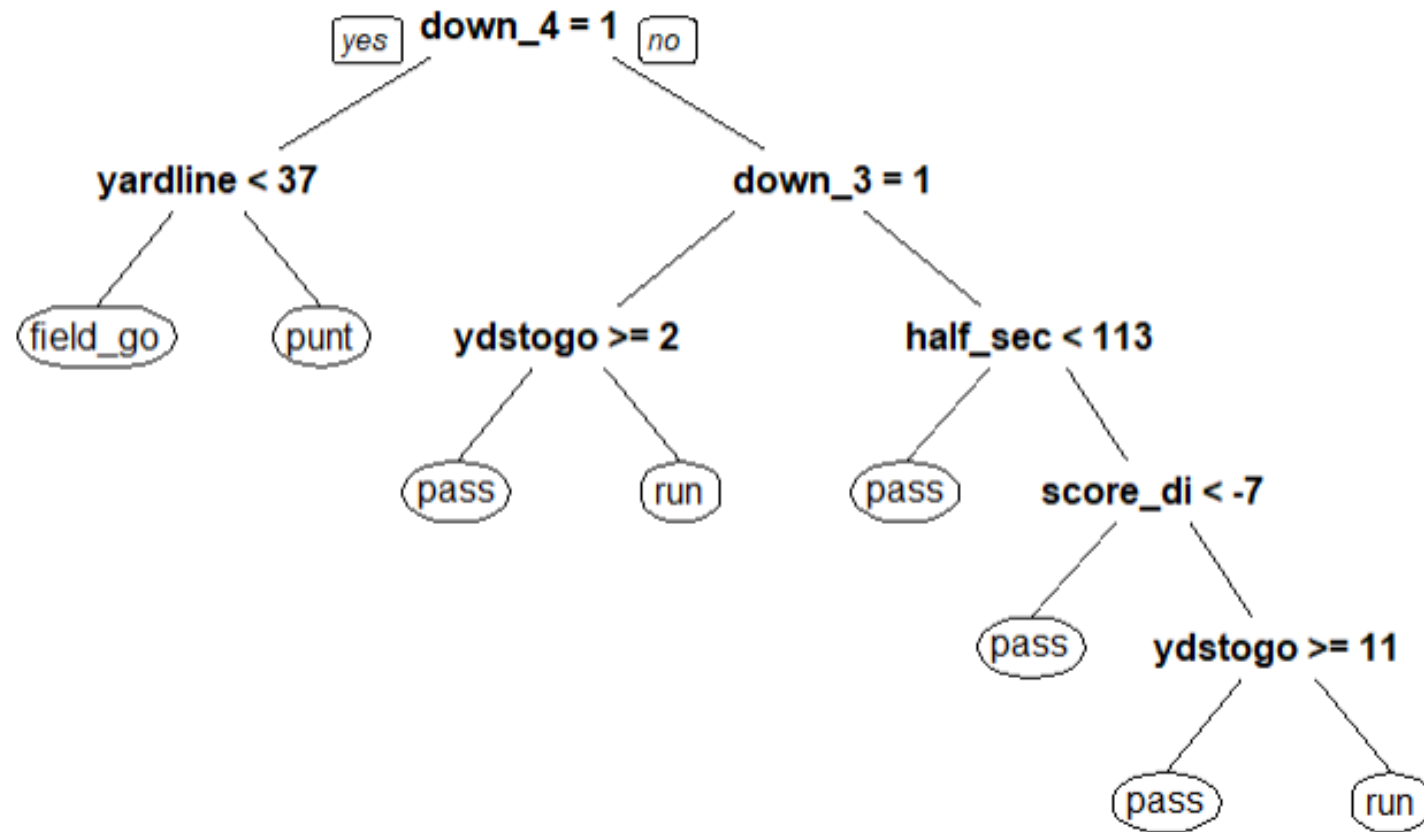 yes down_4 = 1 no
yardline < 37 down_3 = 1
field_go punt ydstogo >= 2 half_sec < 113
pass run pass score_di < -7
pass ydstogo >= 11
pass run